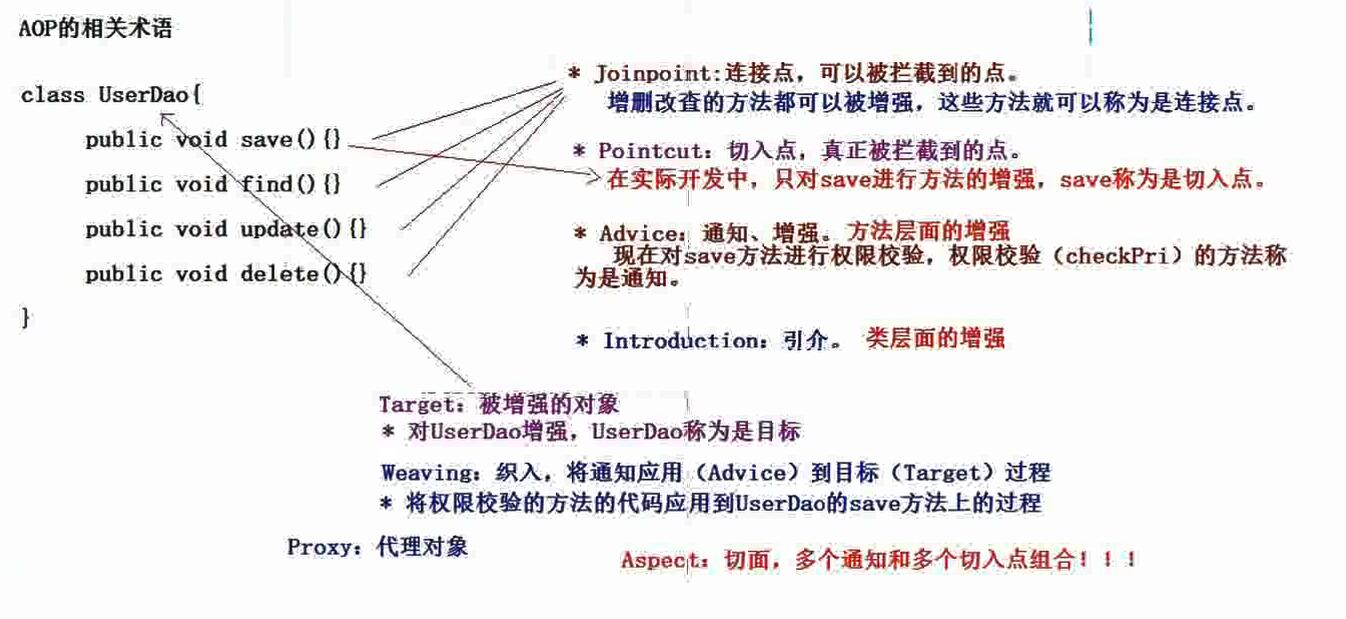 AOP的相关术语
class UserDao{
public void save(){}
public void find(){}
public void update(){}
public void delete(){}
}
* Joinpoint:连接点，可以被拦截到的点。
增删改查的方法都可以被增强，这些方法就可以称为是连接点。
* Pointcut：切入点，真正被拦截到的点。
在实际开发中，只对save进行方法的增强，save称为是切入点。
* Advice：通知、增强。方法层面的增强
现在对save方法进行权限校验，权限校验（checkPri）的方法称
为是通知。
* Introduction：引介。 类层面的增强
Target：被增强的对象
* 对UserDao增强，UserDao称为是目标
Weaving：织入，将通知应用（Advice）到目标（Target）过程
* 将权限校验的方法的代码应用到UserDao的save方法上的过程
Proxy：代理对象
Aspect：切面，多个通知和多个切入点组合！！！